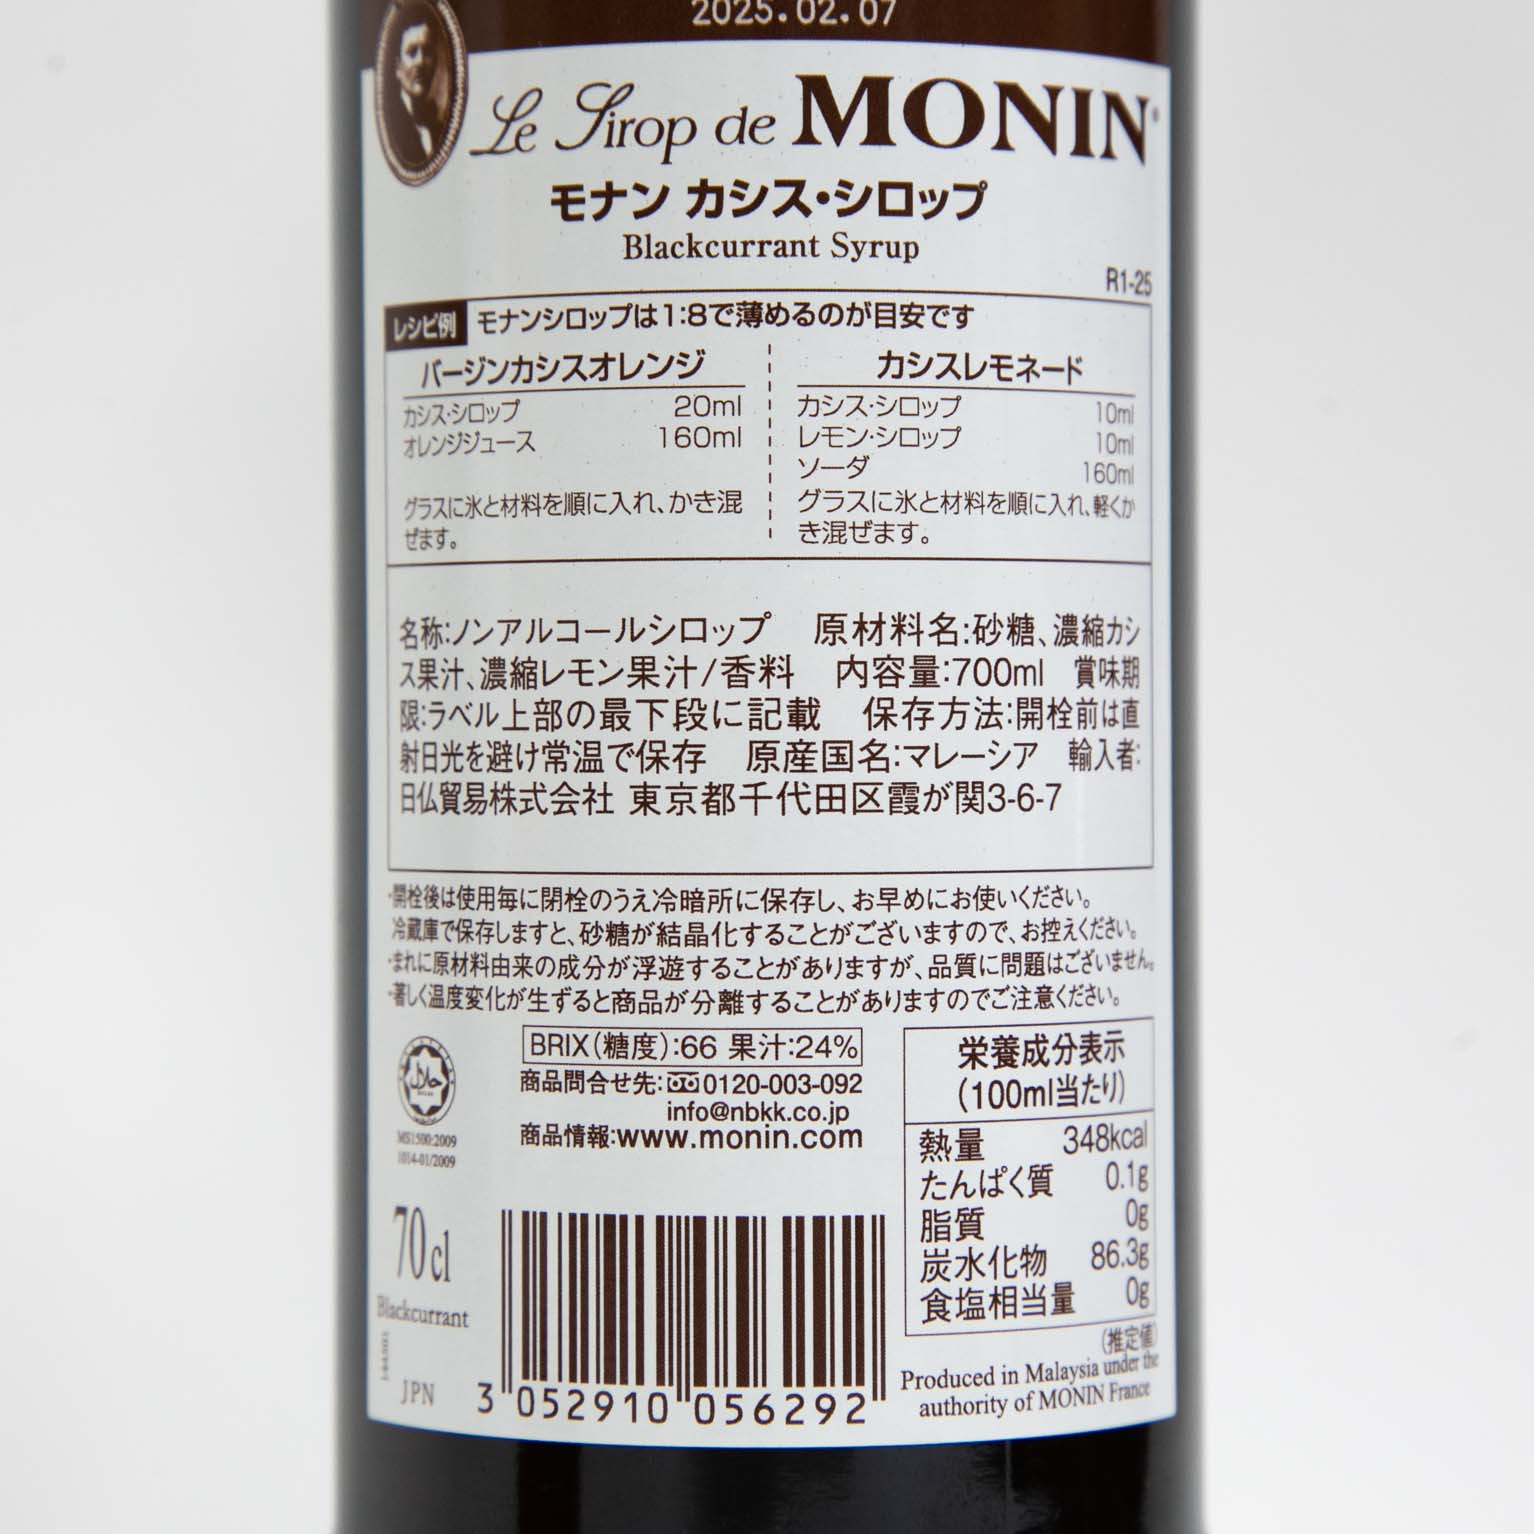 2025.02.07
Le Sirop de MONIN®
モナン カシス・シロップ
Blackcurrant Syrup
R1-25
レシピ例 モナンシロップは1:8で薄めるのが目安です
バージンカシスオレンジ
カシス・シロップ 20ml
オレンジジュース 160ml
グラスに氷と材料を順に入れ、かき混
ぜます。
カシスレモネード
カシス・シロップ 10ml
レモン・シロップ 10ml
ソーダ 160ml
グラスに氷と材料を順に入れ、軽くか
き混ぜます。
名称:ノンアルコールシロップ 原材料名:砂糖、濃縮カシ
ス果汁、濃縮レモン果汁/香料 内容量:700ml 賞味期
限:ラベル上部の最下段に記載 保存方法:開栓前は直
射日光を避け常温で保存 原産国名:マレーシア 輸入者:
日仏貿易株式会社 東京都千代田区霞が関3-6-7
・開栓後は使用毎に閉栓のうえ冷暗所に保存し、お早めにお使いください。
冷蔵庫で保存しますと、砂糖が結晶化することがございますので、お控えください。
・まれに原材料由来の成分が浮遊することがありますが、品質に問題はございません。
・著しく温度変化が生ずると商品が分離することがありますのでご注意ください。
BRIX(糖度):66 果汁:24%
商品問合せ先:0120-003-092
info@nbkk.co.jp
商品情報:www.monin.com
MS1500:2009
1014-01/2009
70cl
Blackcurrant
JPN
3 052910 056292
栄養成分表示
(100ml当たり)
熱量 348kcal
たんぱく質 0.1g
脂質 0g
炭水化物 86.3g
食塩相当量 0g
(推定値)
Produced in Malaysia under the
authority of MONIN France